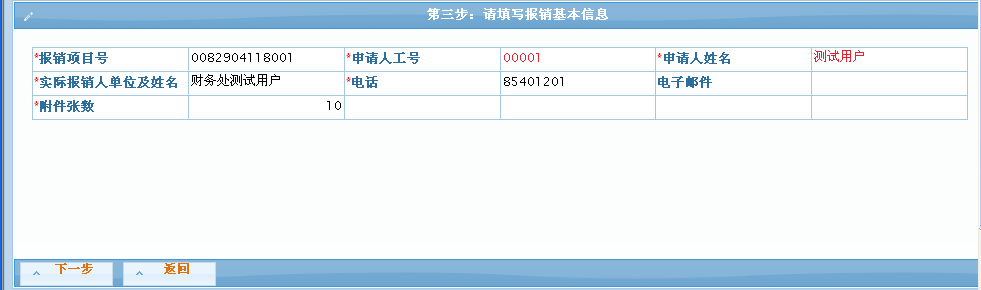 第三步：请填写报销基本信息
*报销项目号 0082904118001 *申请人工号 00001 *申请人姓名 测试用户
*实际报销人单位及姓名 财务处测试用户 *电话 85401201 电子邮件
*附件张数 10
下一步 返回